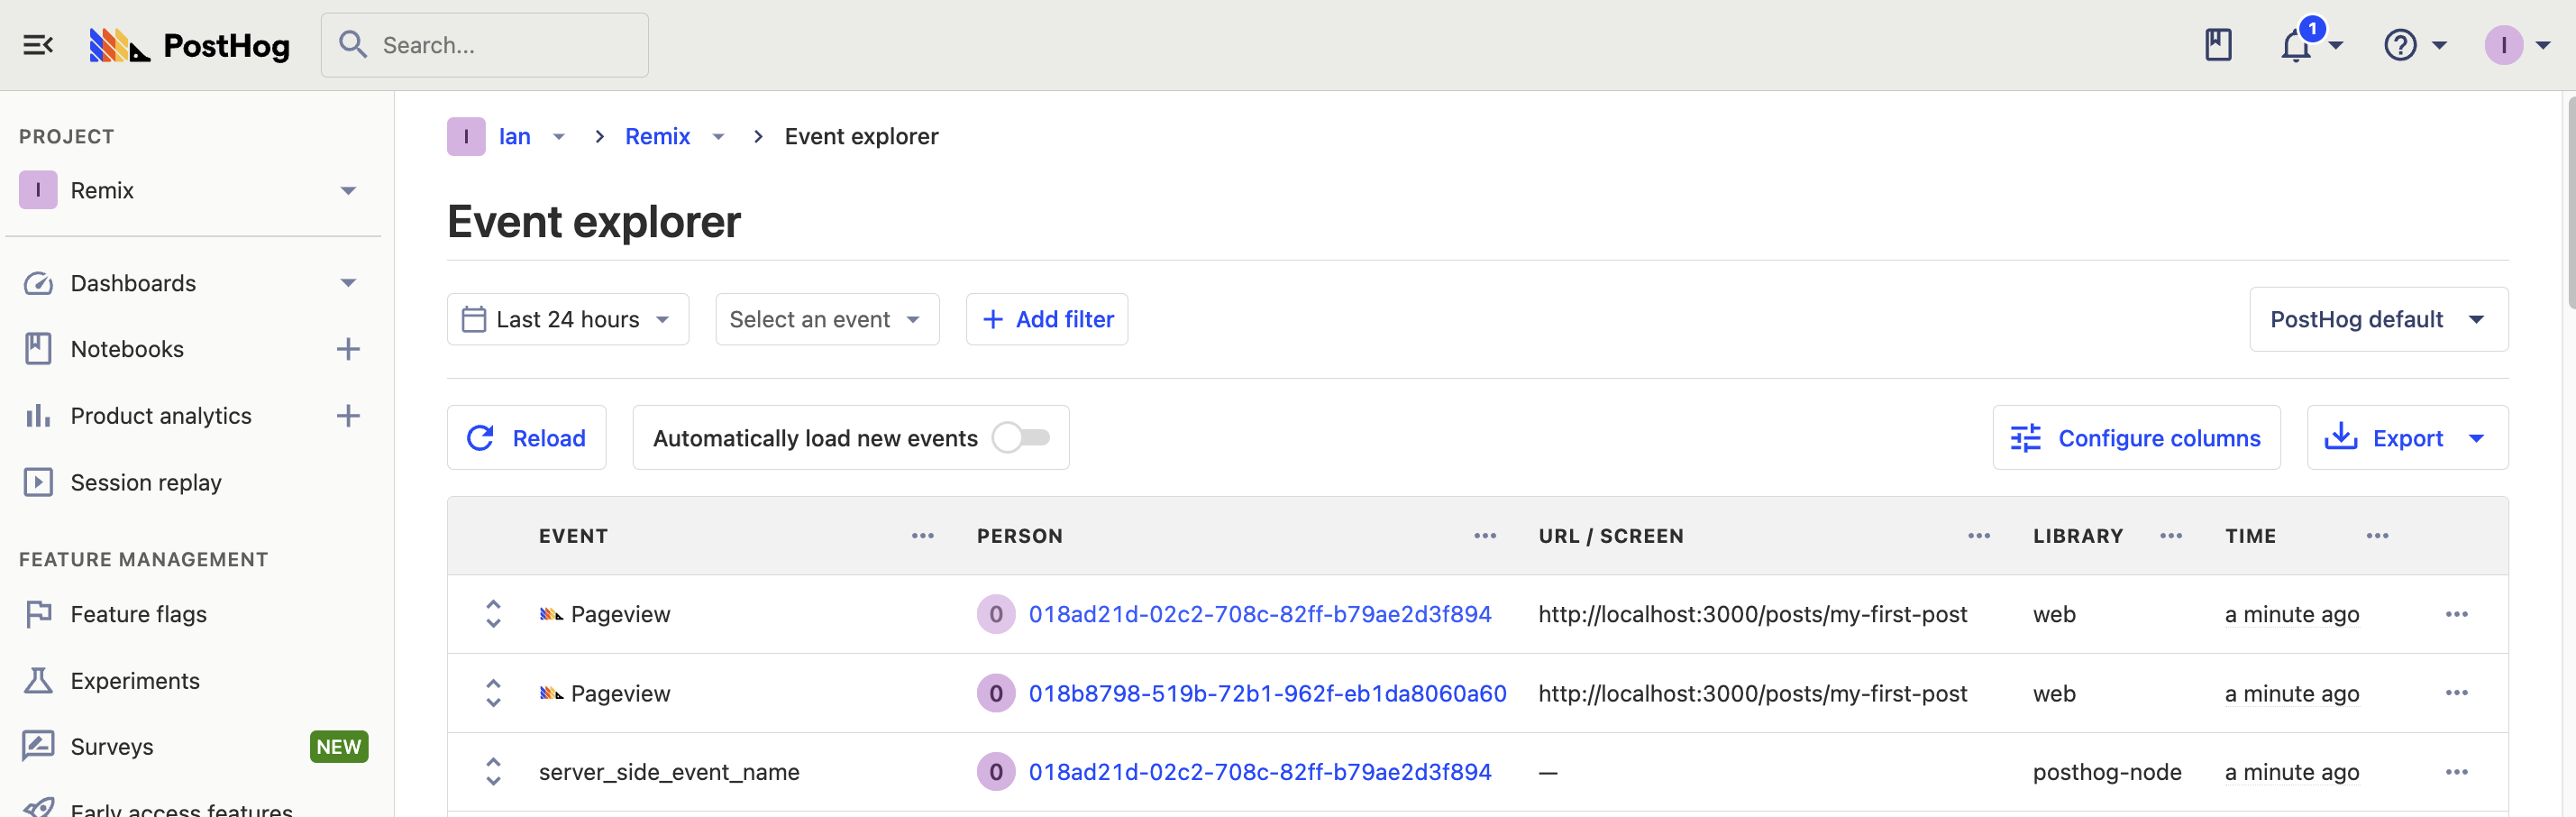 PostHog
Search...
1
I
PROJECT
I Remix
Dashboards
Notebooks
Product analytics
Session replay
FEATURE MANAGEMENT
Feature flags
Experiments
Surveys NEW
Early access features
I Ian Remix Event explorer
Event explorer
Last 24 hours Select an event Add filter PostHog default
Reload Automatically load new events Configure columns Export
EVENT PERSON URL / SCREEN LIBRARY TIME
Pageview 0 018ad21d-02c2-708c-82ff-b79ae2d3f894 http://localhost:3000/posts/my-first-post web a minute ago
Pageview 0 018b8798-519b-72b1-962f-eb1da8060a60 http://localhost:3000/posts/my-first-post web a minute ago
server_side_event_name 0 018ad21d-02c2-708c-82ff-b79ae2d3f894 — posthog-node a minute ago